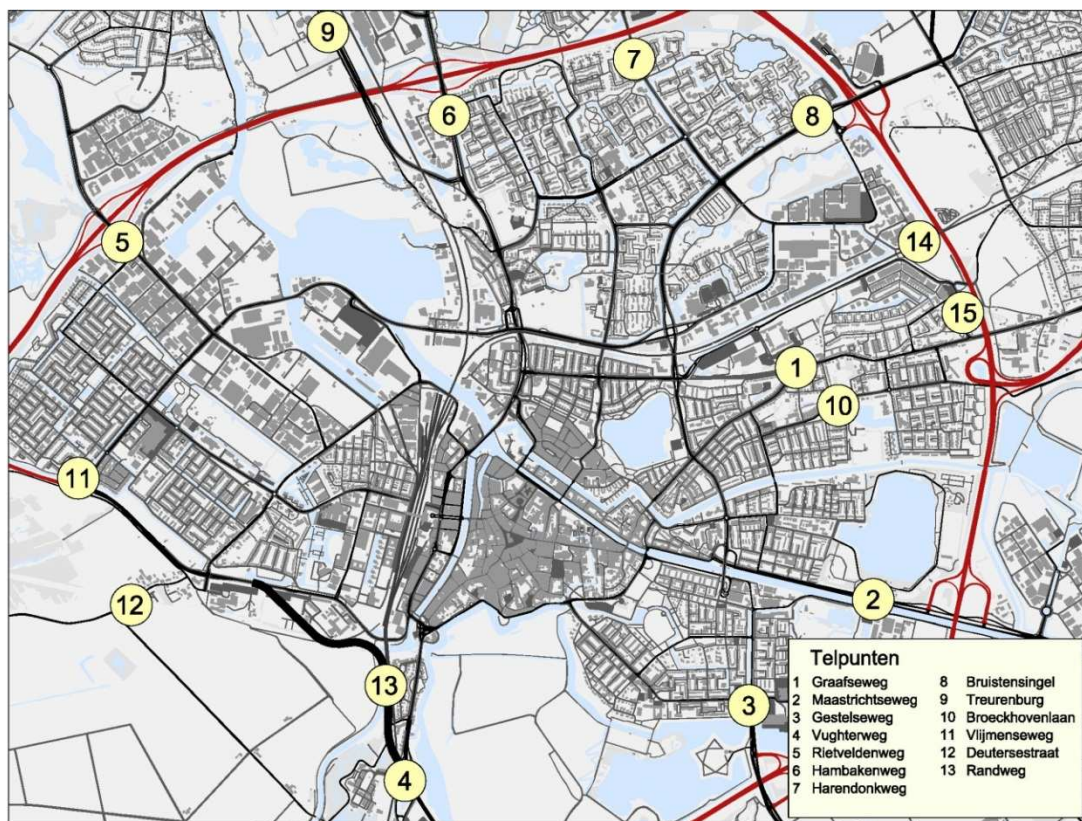 9
7
6
8
5
14
15
1
10
11
12
2
13
3
4
Telpunten
1 Graafseweg
2 Maastrichtseweg
3 Gestelseweg
4 Vughterweg
5 Rietveldenweg
6 Hambakenweg
7 Harendonkweg
8 Bruistensingel
9 Treurenburg
10 Broeckhovenlaan
11 Vlijmenseweg
12 Deutersestraat
13 Randweg